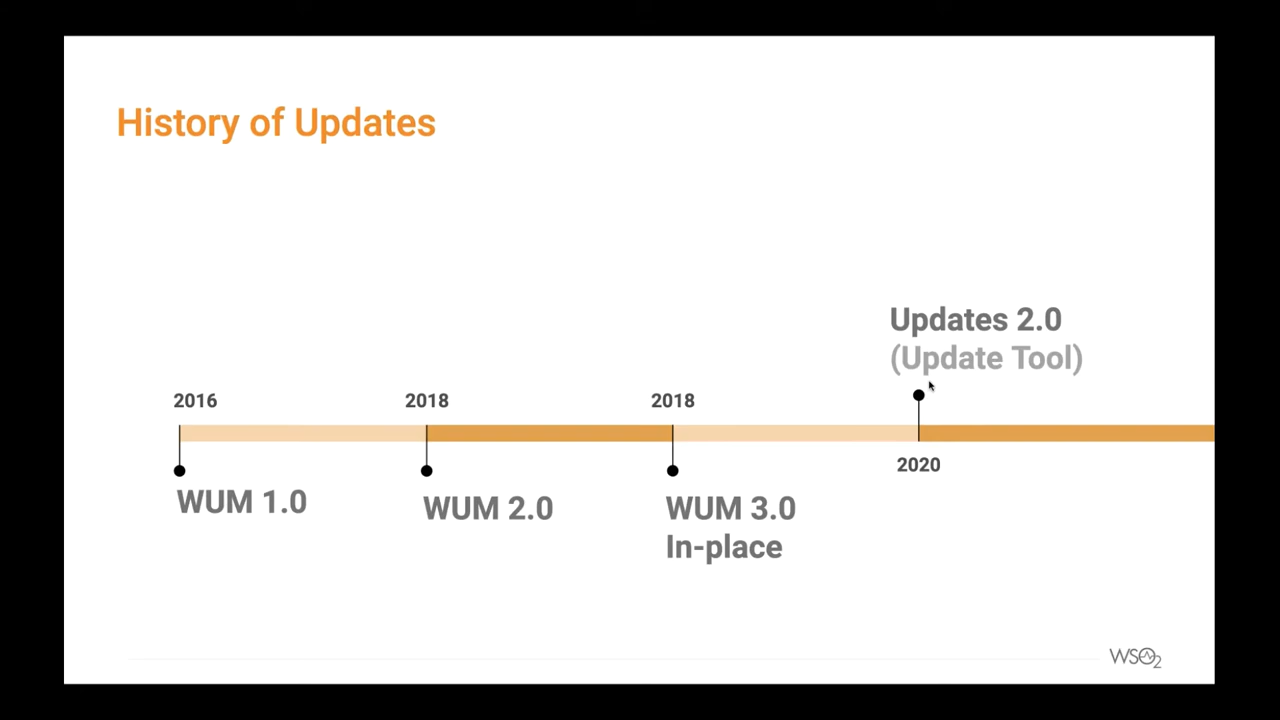 History of Updates
Updates 2.0
(Update Tool)
2016
2018
2018
2020
WUM 1.0
WUM 2.0
WUM 3.0
In-place
WSO2